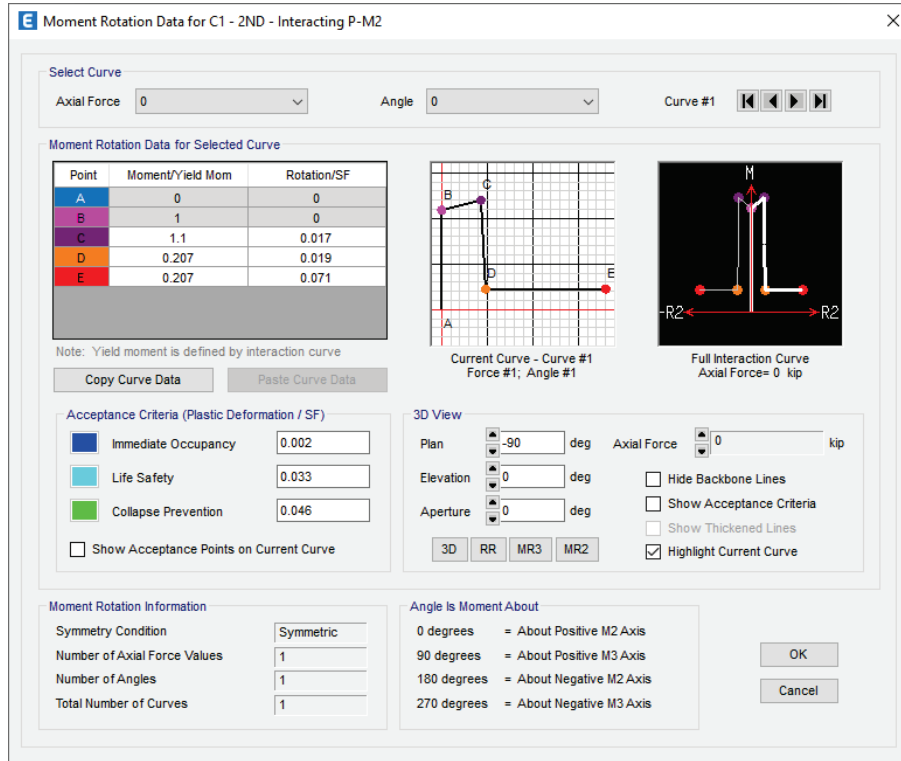 E Moment Rotation Data for C1 - 2ND - Interacting P-M2
Select Curve
Axial Force 0 Angle 0 Curve #1
Moment Rotation Data for Selected Curve
Point Moment/Yield Mom Rotation/SF
A 0 0
B 1 0
C 1.1 0.017
D 0.207 0.019
E 0.207 0.071
Note: Yield moment is defined by interaction curve
Copy Curve Data Paste Curve Data
B
C
D
E
A
Current Curve - Curve #1
Force #1; Angle #1
M
-R2 R2
Full Interaction Curve
Axial Force= 0 kip
Acceptance Criteria (Plastic Deformation / SF)
Immediate Occupancy 0.002
Life Safety 0.033
Collapse Prevention 0.046
Show Acceptance Points on Current Curve
3D View
Plan -90 deg Axial Force 0 kip
Elevation 0 deg Hide Backbone Lines
Aperture 0 deg Show Acceptance Criteria
Show Thickened Lines
3D RR MR3 MR2 Highlight Current Curve
Moment Rotation Information
Symmetry Condition Symmetric
Number of Axial Force Values 1
Number of Angles 1
Total Number of Curves 1
Angle Is Moment About
0 degrees = About Positive M2 Axis
90 degrees = About Positive M3 Axis
180 degrees = About Negative M2 Axis
270 degrees = About Negative M3 Axis
OK
Cancel